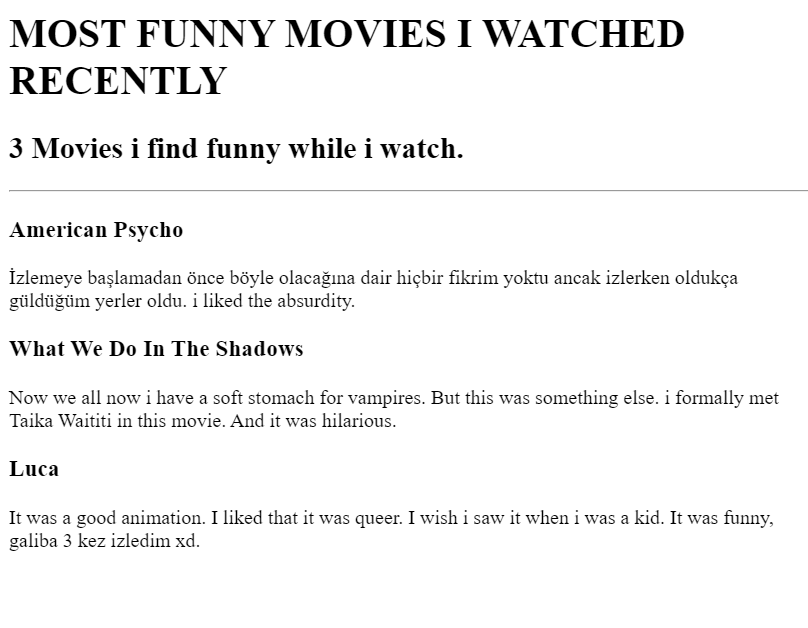 MOST FUNNY MOVIES I WATCHED
RECENTLY
3 Movies i find funny while i watch.
American Psycho
İzlemeye başlamadan önce böyle olacağına dair hiçbir fikrim yoktu ancak izlerken oldukça
güldüğüm yerler oldu. i liked the absurdity.
What We Do In The Shadows
Now we all now i have a soft stomach for vampires. But this was something else. i formally met
Taika Waititi in this movie. And it was hilarious.
Luca
It was a good animation. I liked that it was queer. I wish i saw it when i was a kid. It was funny,
galiba 3 kez izledim xd.